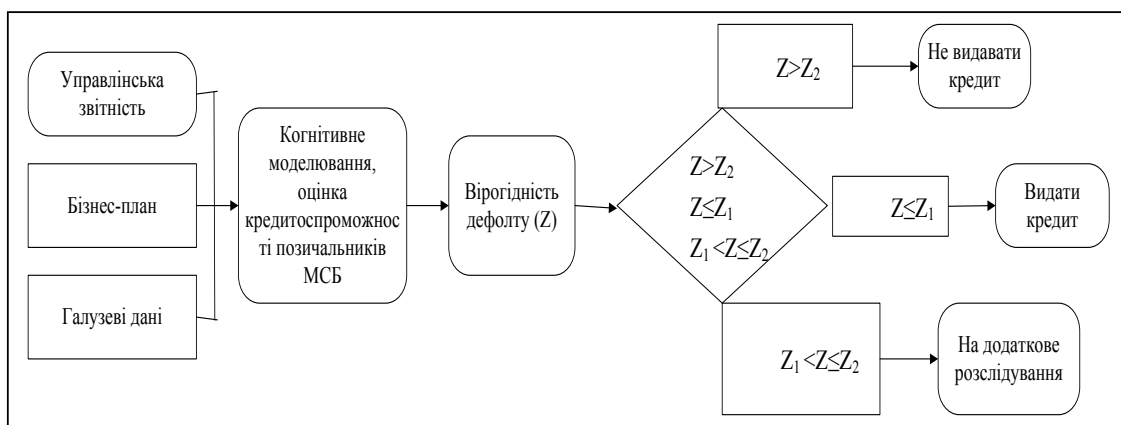 Управлінська
звітність
Бізнес-план
Галузеві дані
Когнітивне
моделювання,
оцінка
кредитоспроможнос
ті позичальників
МСБ
Вірогідність
дефолту (Z)
Z>Z₂
Z≤Z₁
Z₁ <Z≤Z₂
Z>Z₂
Не видавати
кредит
Z≤Z₁
Видати
кредит
Z₁ <Z≤Z₂
На додаткове
розслідування